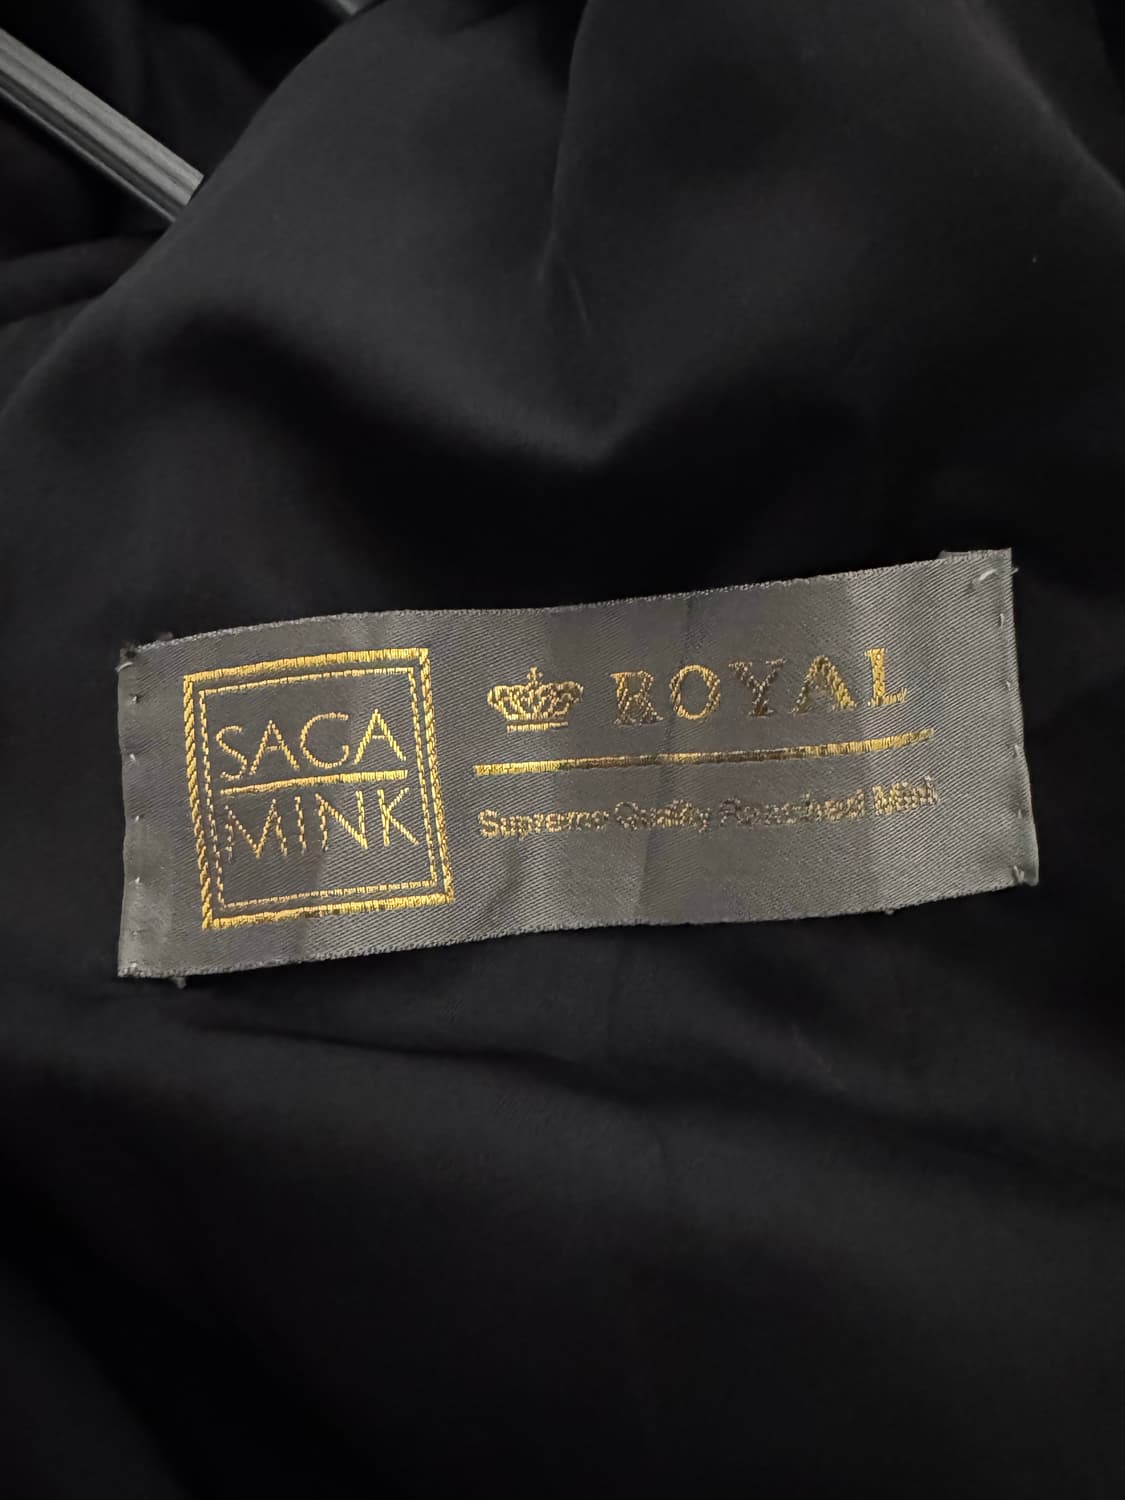 SAGA
MINK
ROYAL
Supreme Quality Ranched Mink